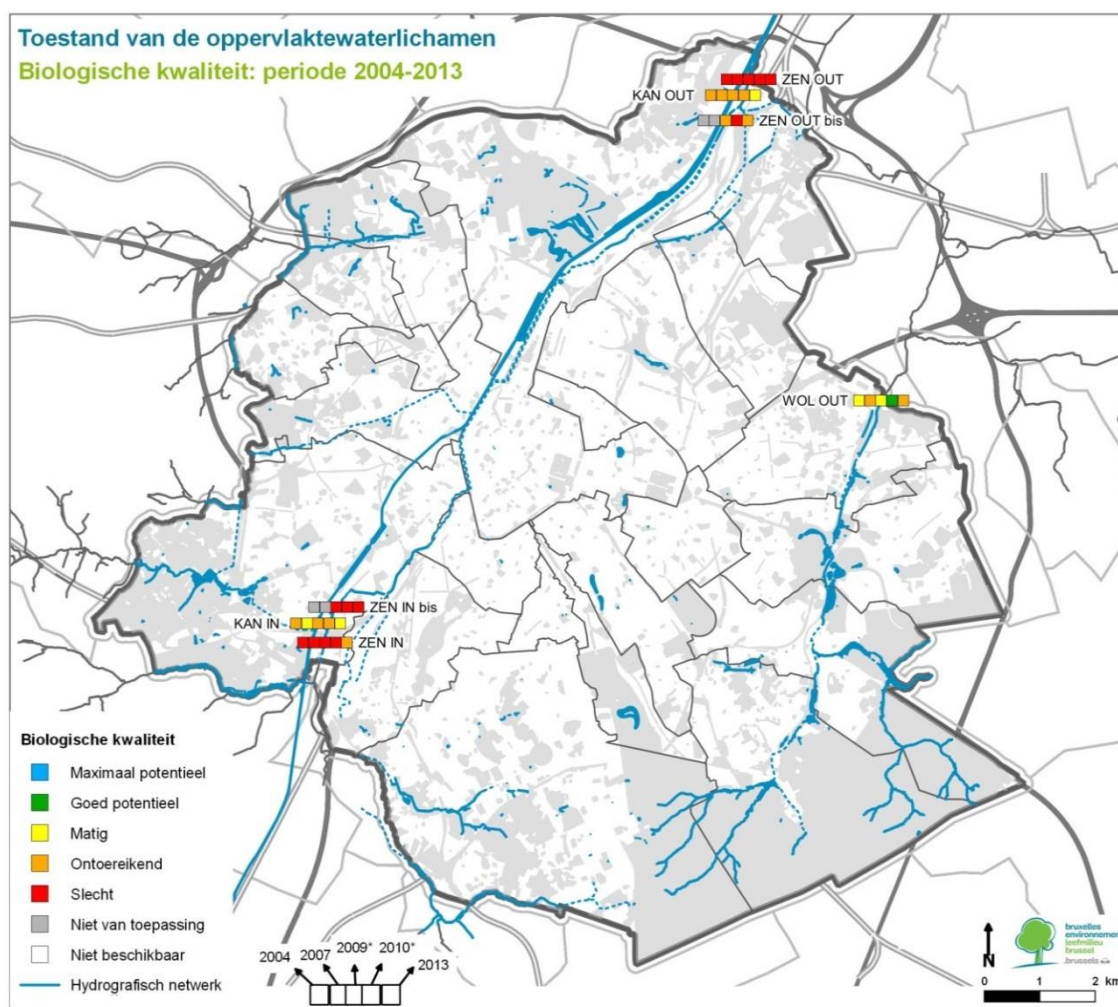 Toestand van de oppervlaktewaterlichamen
Biologische kwaliteit: periode 2004-2013
ZEN OUT
KAN OUT
ZEN OUT bis
WOL OUT
ZEN IN bis
KAN IN
ZEN IN
Biologische kwaliteit
Maximaal potentieel
Goed potentieel
Matig
Ontoereikend
Slecht
Niet van toepassing
Niet beschikbaar
Hydrografisch netwerk
2004 2007 2009* 2010* 2013
N
bruxelles
environnement
leefmilieu
brussel
.brussels
0 1 2 km